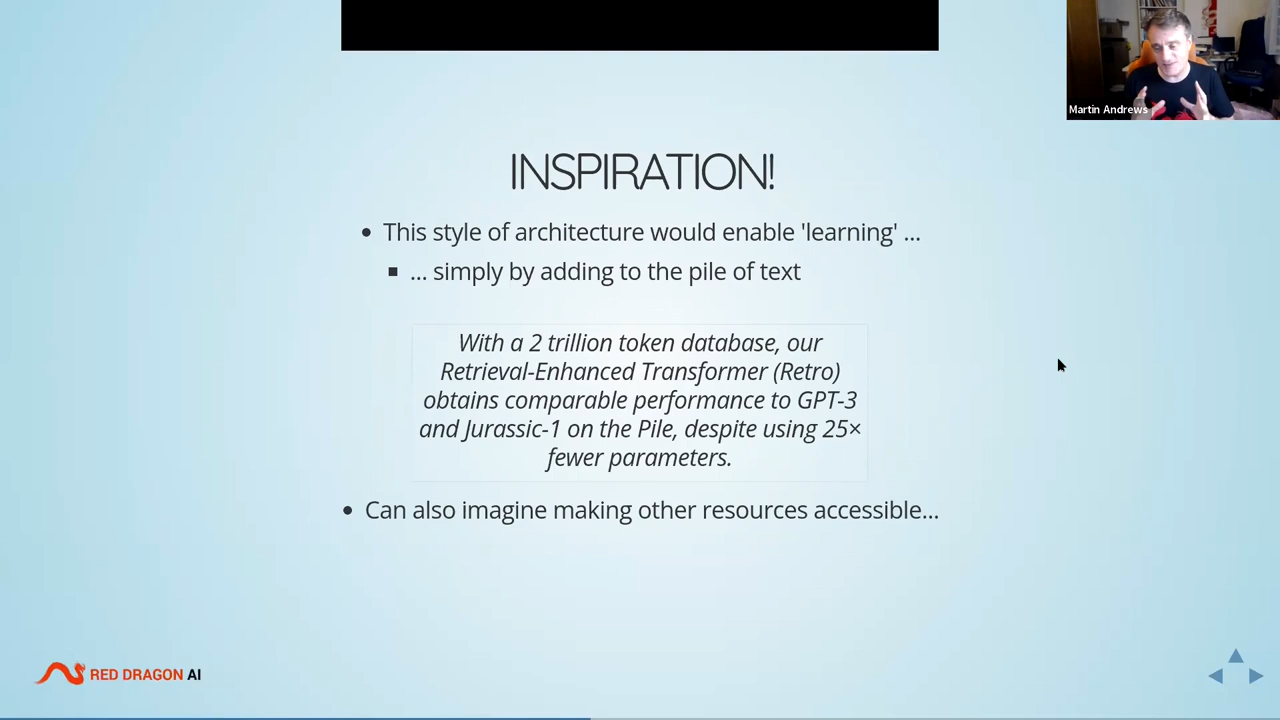 Martin Andrews
INSPIRATION!
This style of architecture would enable 'learning' ...
... simply by adding to the pile of text
With a 2 trillion token database, our
Retrieval-Enhanced Transformer (Retro)
obtains comparable performance to GPT-3
and Jurassic-1 on the Pile, despite using 25×
fewer parameters.
Can also imagine making other resources accessible...
RED DRAGON AI